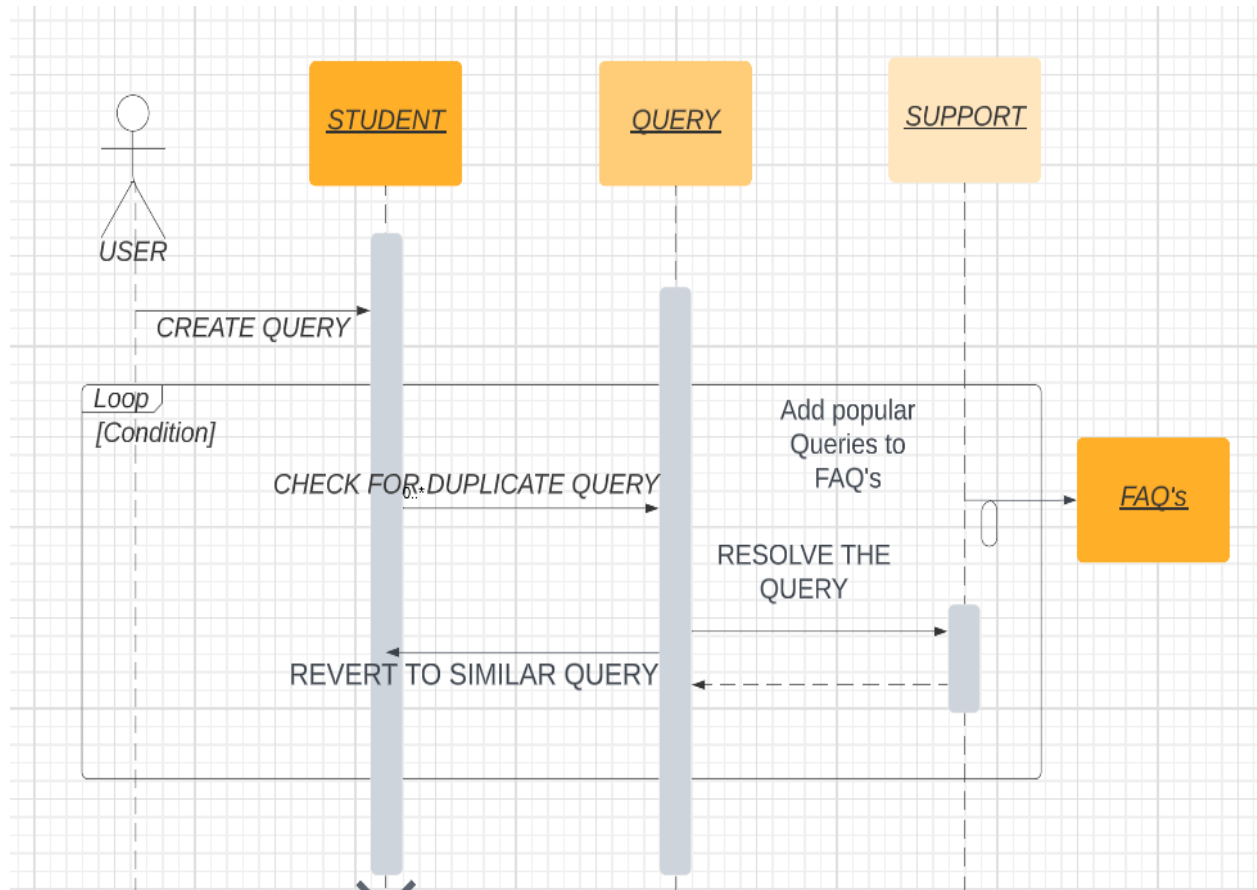 STUDENT
QUERY
SUPPORT
USER
CREATE QUERY
Loop
[Condition]
Add popular
Queries to
FAQ's
CHECK FOR DUPLICATE QUERY
0..*
FAQ's
RESOLVE THE
QUERY
REVERT TO SIMILAR QUERY